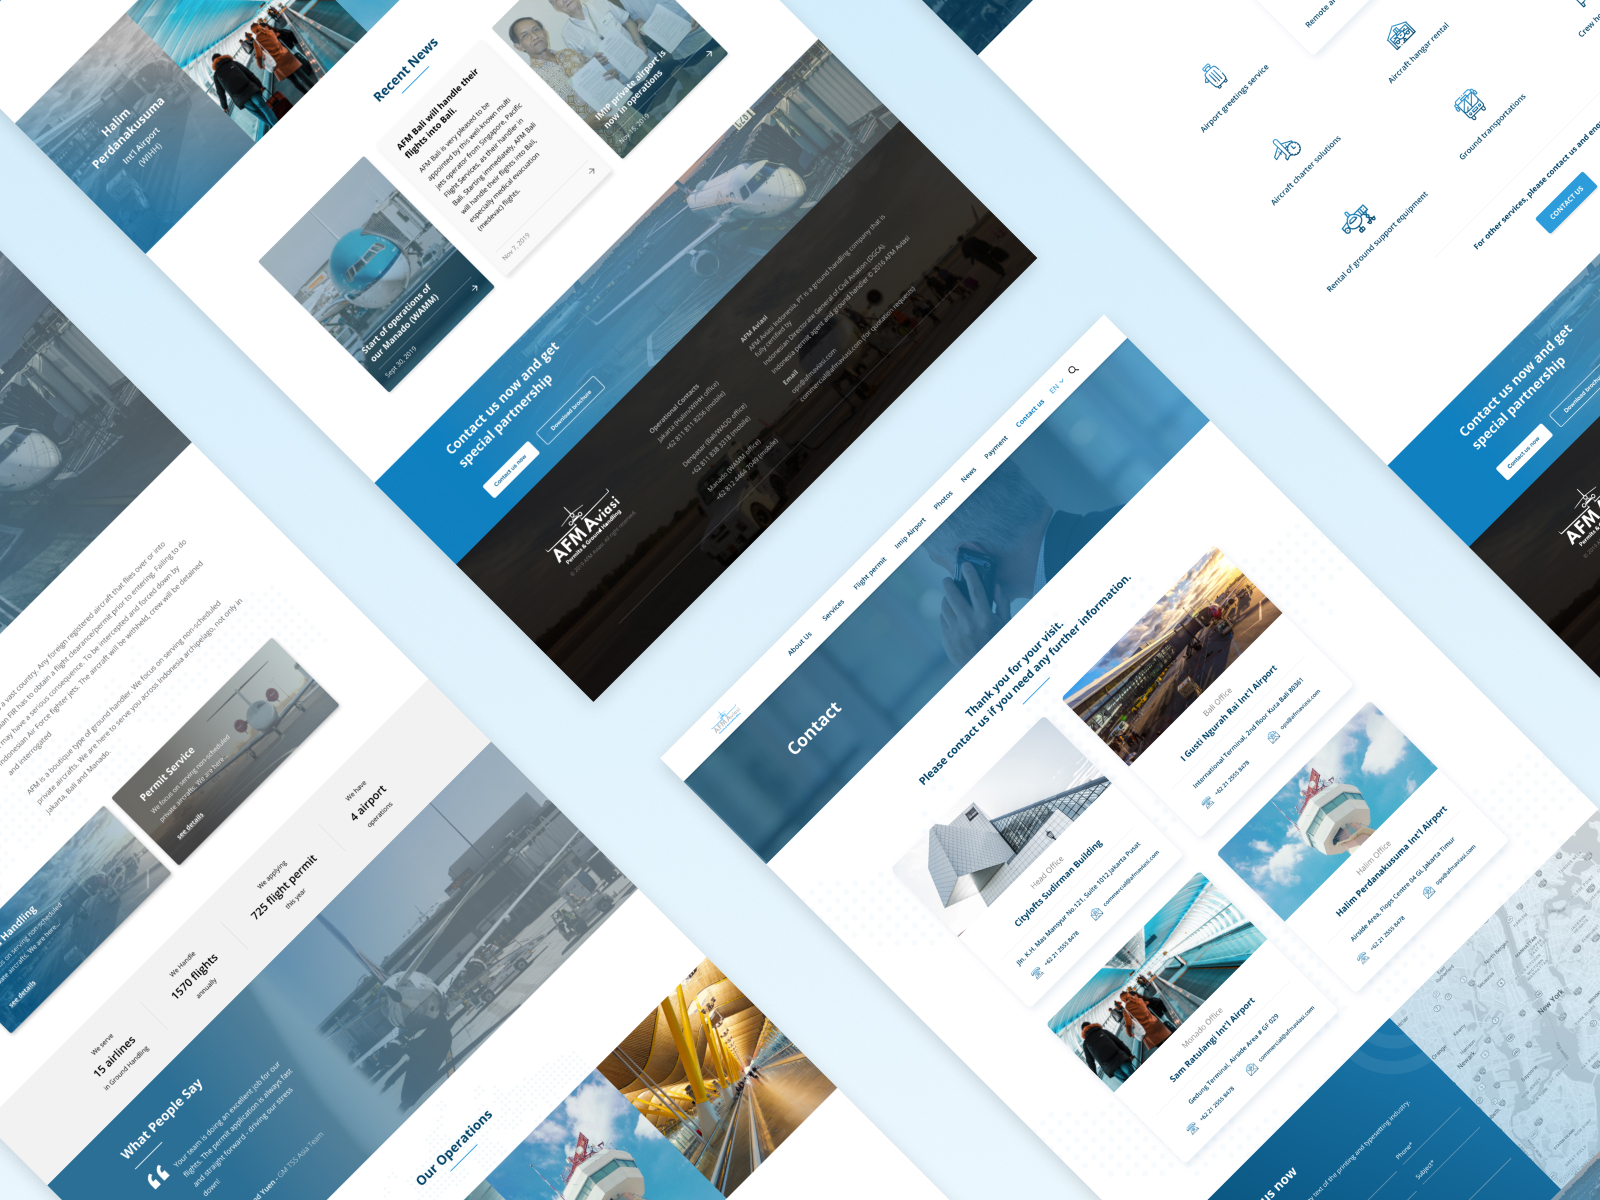 Halim
Perdanakusuma
Int'l Airport
(WIHH)
Recent News
Start of operations of
our Manado (WAMM)
Sept 30, 2019
AFM Bali will handle their
flights into Bali.
AFM Bali is very pleased to be
appointed by this well-known multi
jets operator from Singapore, Pacific
Flight Services, as their handler in
Bali. Starting immediately, AFM Bali
will handle their flights into Bali,
especially medical evacuation
(medevac) flights.
Nov 7, 2019
IMIP private airport is
now in operations
Nov 15, 2019
Contact us now and get
special partnership
Contact us now
Download brochure
AFM Aviasi
Permits & Ground Handling
© 2019 AFM Aviasi. All right reserved.
Operational Contacts
Jakarta (Halim/WIHH office)
+62 811 811 8256 (mobile)
Denpasar (Bali/WADD office)
+62 811 838 3318 (mobile)
Manado (WAMM office)
+62 812 4464 7049 (mobile)
AFM Aviasi
AFM Aviasi Indonesia, PT is a ground handling company that is
fully certified by
Indonesian Directorate General of Civil Aviation (DGCA).
Indonesia permit agent and ground handler © 2016 AFM Aviasi
Email
ops@afmaviasi.com
commercial@afmaviasi.com (for quotation requests)
Remote
Airport greetings service
Aircraft hangar rental
Crew
Aircraft charter solutions
Ground transportations
Rental of ground support equipment
For other services, please contact us and
CONTACT US
Contact us now and get
special partnership
Contact us now
Download
AFM
Permits &
a vast country. Any foreign registered aircraft that flies over or into
FIR has to obtain a flight clearance/permit prior to entering. Failing to do
may have a serious consequence. To be intercepted and forced down by
Indonesian Air Force fighter jets. The aircraft will be withheld, crew will be detained
and interrogated
AFM is a boutique type of ground handler. We focus on serving non-scheduled
private aircrafts. We are here to serve you across Indonesia archipelago, not only in
Jakarta, Bali and Manado.
Handling
on serving non-scheduled
aircrafts. We are here...
see details
Permit Service
We focus on serving non-scheduled
private aircrafts. We are here...
see details
We serve
15 airlines
in Ground Handling
We Handle
1570 flights
annually
We applying
725 flight permit
this year
We have
4 airport
operations
What People Say
“
Your team is doing an excellent job for our
flights. The permit application is always fast
and straight forward - driving our stress
down!
Yuen - GM TSS Asia Team
Our Operations
About Us
Services
Flight permit
Imip Airport
Photos
News
Payment
Contact us
EN
Contact
Thank you for your visit.
Please contact us if you need any further information.
Head Office
Citylofts Sudirman Building
Jln. K.H. Mas Mansyur No.121, Suite 1012 Jakarta Pusat
+62 21 2555 8478
commercial@afmaviasi.com
Bali Office
I Gusti Ngurah Rai Int'l Airport
International Terminal, 2nd floor Kuta Bali 80361
+62 21 2555 8478
ops@afmaviasi.com
Monado Office
Sam Ratulangi Int'l Airport
Gedung Terminal, Airside Area # GF 029
+62 21 2555 8478
commercial@afmaviasi.com
Halim Office
Halim Perdanakusuma Int'l Airport
Airside Area, Flops Centre 04 GI, Jakarta Timur
+62 21 2555 8478
ops@afmaviasi.com
New York
Newark
us now
text of the printing and typesetting industry.
Phone*
Subject*